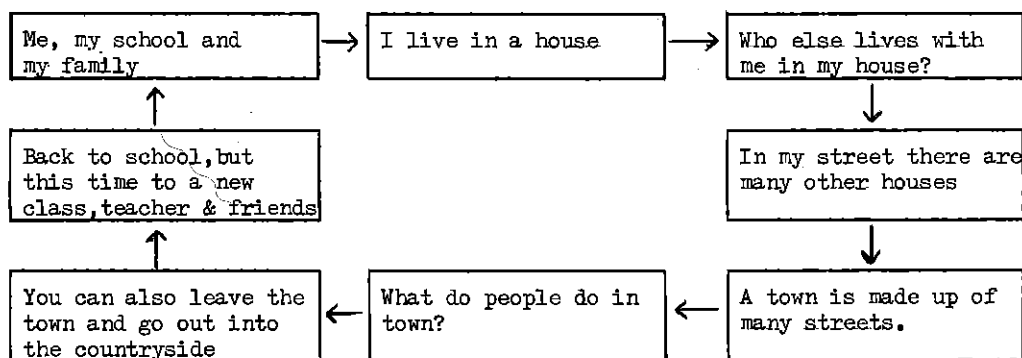 Me, my school and
my family
I live in a house
Who else lives with
me in my house?
In my street there are
many other houses
A town is made up of
many streets.
What do people do in
town?
You can also leave the
town and go out into
the countryside
Back to school,but
this time to a new
class,teacher & friends